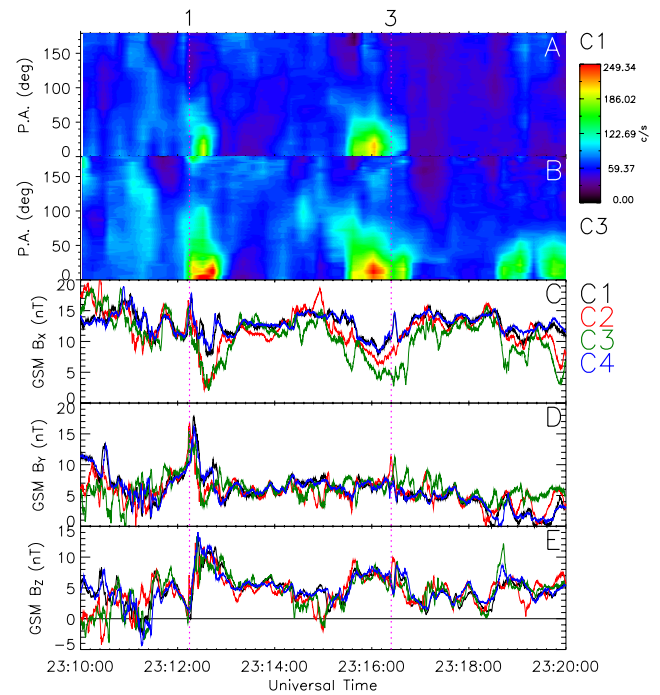 1 3
A C1
150
100
50
0
P.A. (deg)
249.34
186.02
122.69
59.37
0.00
c/s
B
150
100
50
0
P.A. (deg)
C3
C
20
15
10
5
0
GSM BX (nT)
C1
C2
C3
C4
D
20
15
10
5
0
GSM BY (nT)
E
15
10
5
0
−5
GSM BZ (nT)
23:10:00 23:12:00 23:14:00 23:16:00 23:18:00 23:20:00
Universal Time